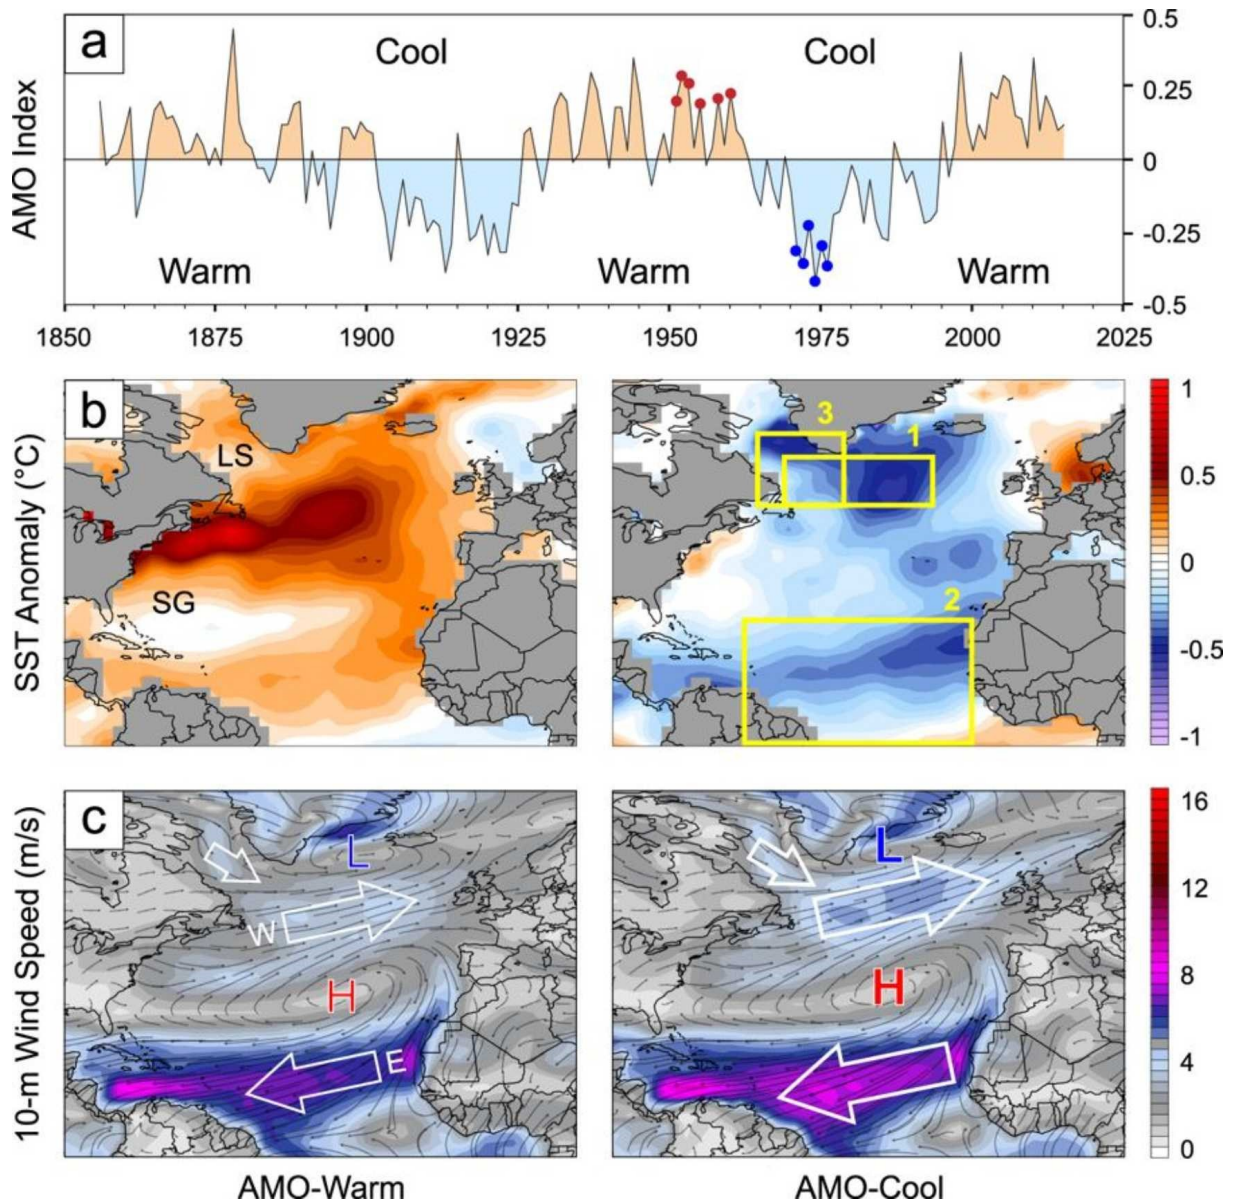 a
Cool
Cool
Warm
Warm
Warm
AMO Index
0.5
0.25
0
-0.25
-0.5
1850
1875
1900
1925
1950
1975
2000
2025
b
LS
SG
3
1
2
SST Anomaly (°C)
1
0.5
0
-0.5
-1
c
L
W
H
E
L
H
10-m Wind Speed (m/s)
16
12
8
4
0
AMO-Warm
AMO-Cool